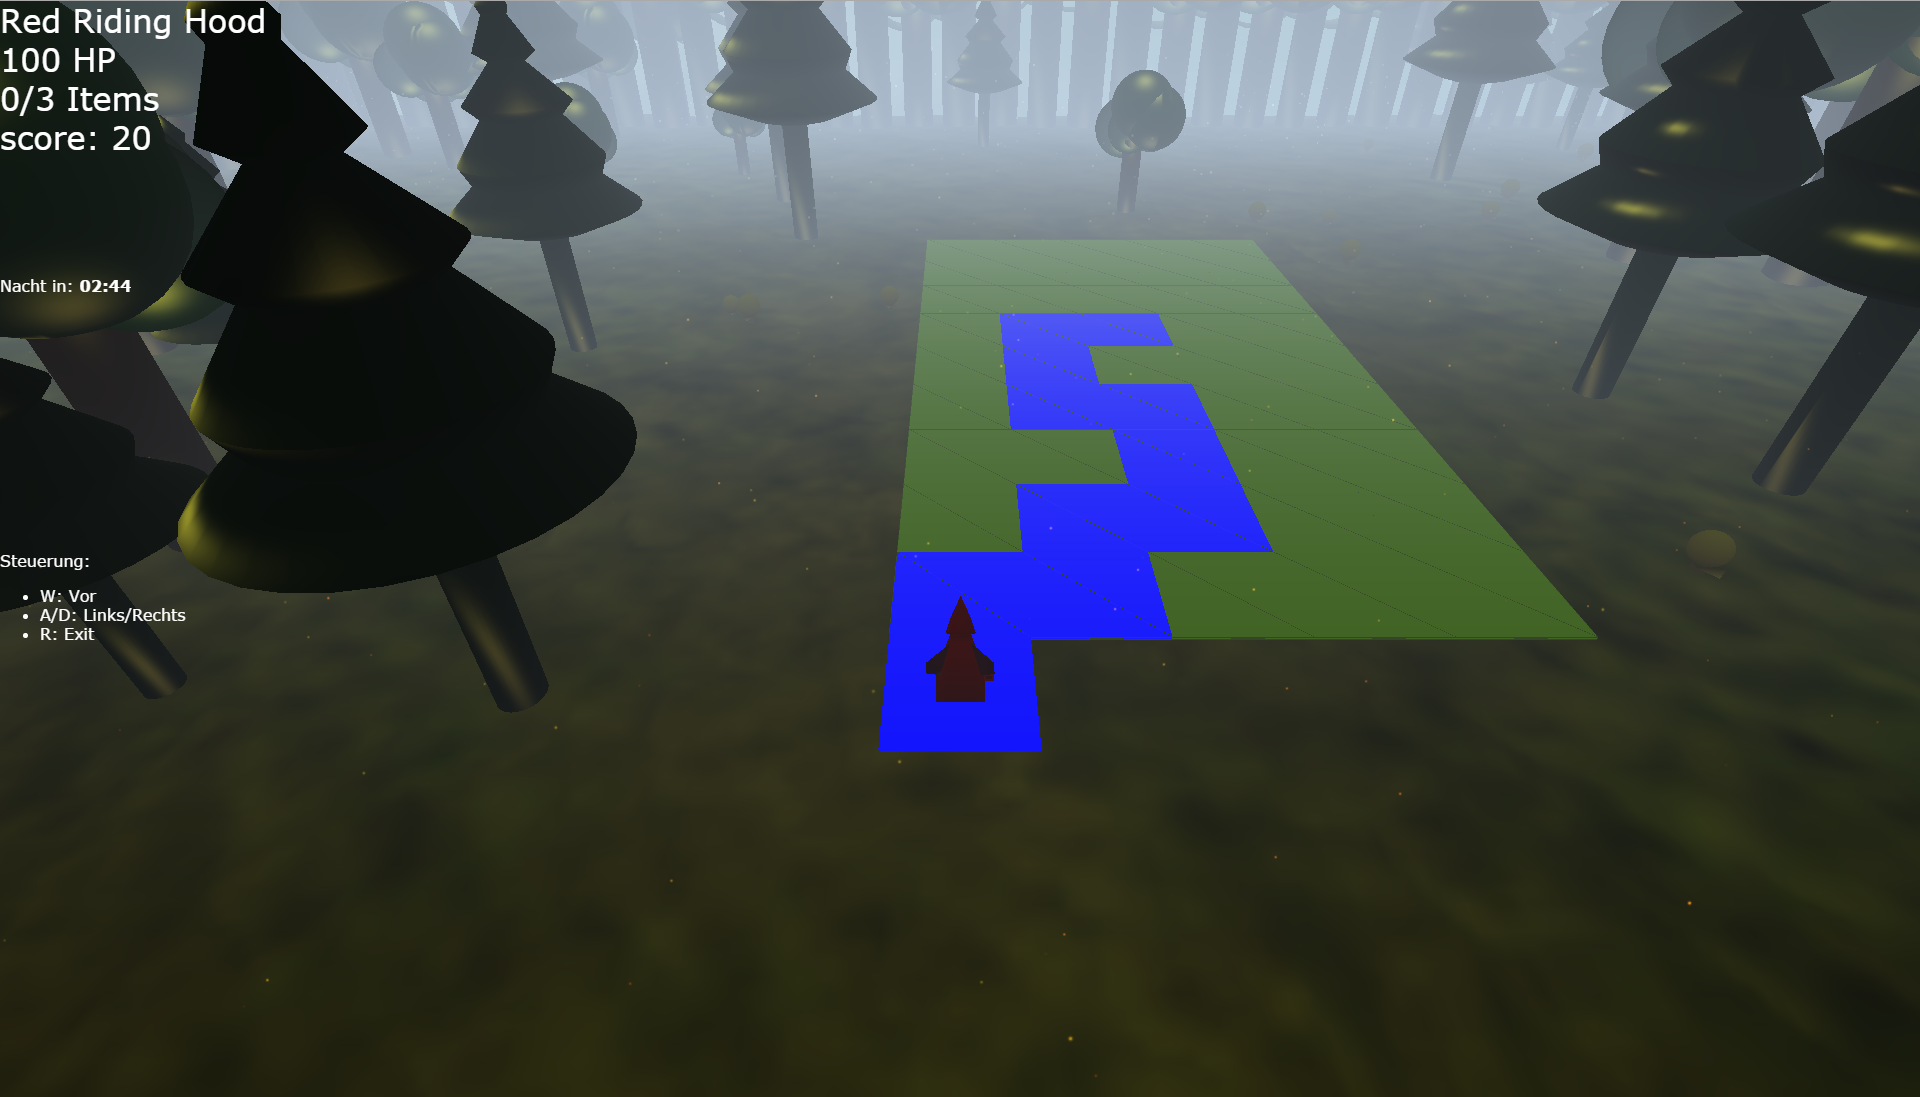 Red Riding Hood
100 HP
0/3 Items
score: 20
Nacht in: 02:44
Steuerung:
W: Vor
A/D: Links/Rechts
R: Exit